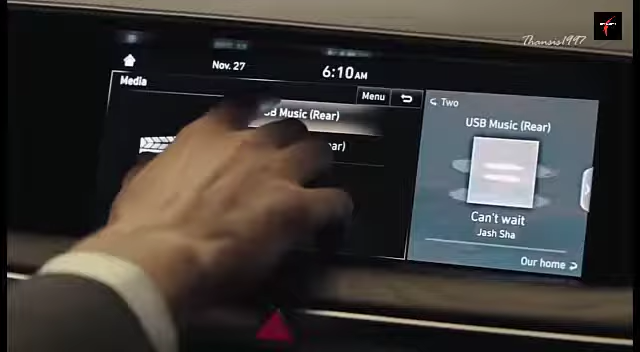 Thansis1997
Nov. 27
6:10AM
Media
Menu
USB Music (Rear)
Two
USB Music (Rear)
Can't wait
Jash Sha
Our home